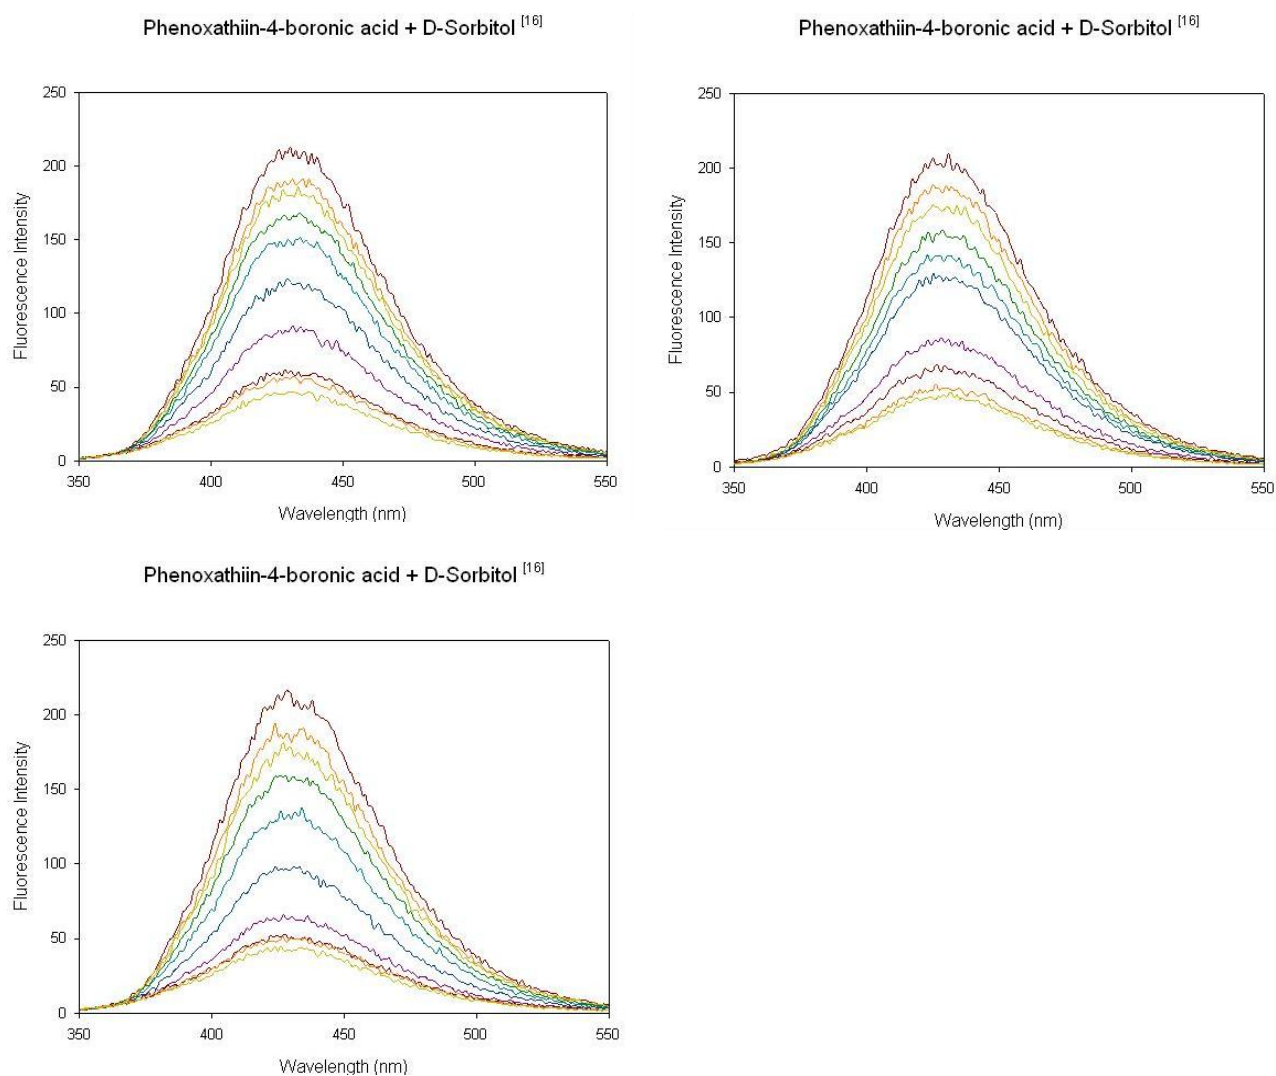 Phenoxathiin-4-boronic acid + D-Sorbitol [16]
250
200
150
100
50
0
Fluorescence Intensity
350 400 450 500 550
Wavelength (nm)
Phenoxathiin-4-boronic acid + D-Sorbitol [16]
250
200
150
100
50
0
Fluorescence Intensity
350 400 450 500 550
Wavelength (nm)
Phenoxathiin-4-boronic acid + D-Sorbitol [16]
250
200
150
100
50
0
Fluorescence Intensity
350 400 450 500 550
Wavelength (nm)